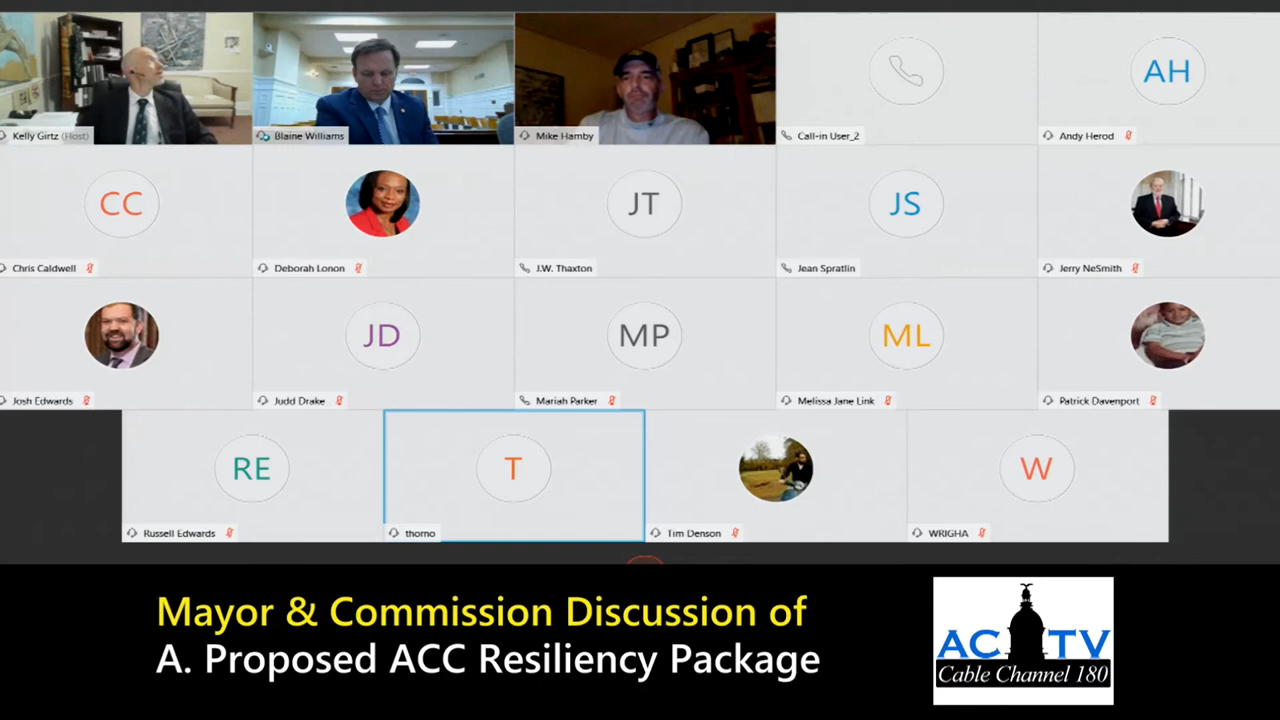 Kelly Girtz (Host)
Blaine Williams
Mike Hamby
Call-in User_2
AH
Andy Herod
CC
Chris Caldwell
Deborah Lonon
JT
J.W. Thaxton
JS
Jean Spratlin
Jerry NeSmith
Josh Edwards
JD
Judd Drake
MP
Mariah Parker
ML
Melissa Jane Link
Patrick Davenport
RE
Russell Edwards
T
thorno
Tim Denson
W
WRIGHA
Mayor & Commission Discussion of
A. Proposed ACC Resiliency Package
ACTV
Cable Channel 180